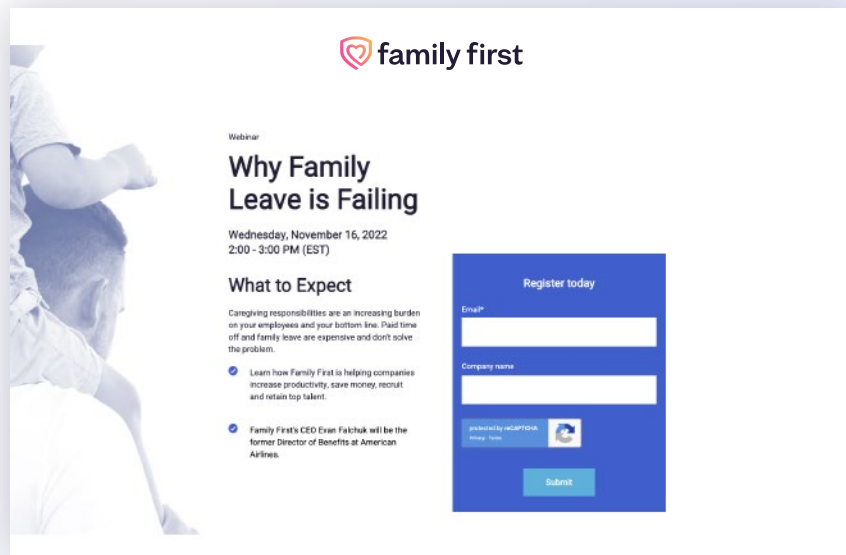 family first
Webinar
Why Family
Leave is Failing
Wednesday, November 16, 2022
2:00 - 3:00 PM (EST)
What to Expect
Caregiving responsibilities are an increasing burden
on your employees and your bottom line. Paid time
off and family leave are expensive and don't solve
the problem.
Learn how Family First is helping companies
increase productivity, save money, recruit
and retain top talent.
Family First's CEO Evan Falchuk will be the
former Director of Benefits at American
Airlines.
Register today
Email*
Company name
protected by reCAPTCHA
Privacy - Terms
Submit